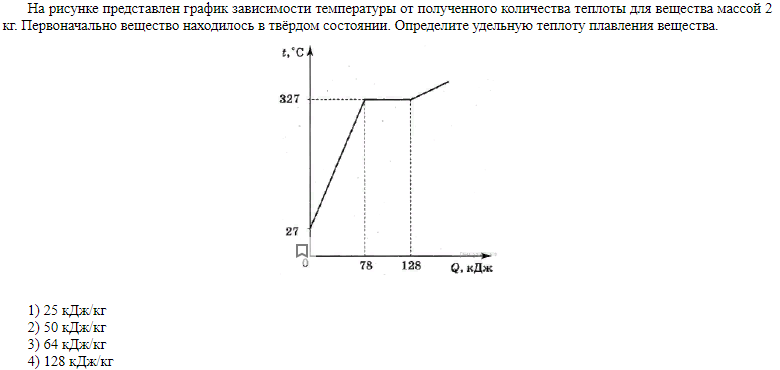 На рисунке представлен график зависимости температуры от полученного количества теплоты для вещества массой 2
кг. Первоначально вещество находилось в твёрдом состоянии. Определите удельную теплоту плавления вещества.
t,°C
327
27
0
78
128
Q, кДж
1) 25 кДж/кг
2) 50 кДж/кг
3) 64 кДж/кг
4) 128 кДж/кг